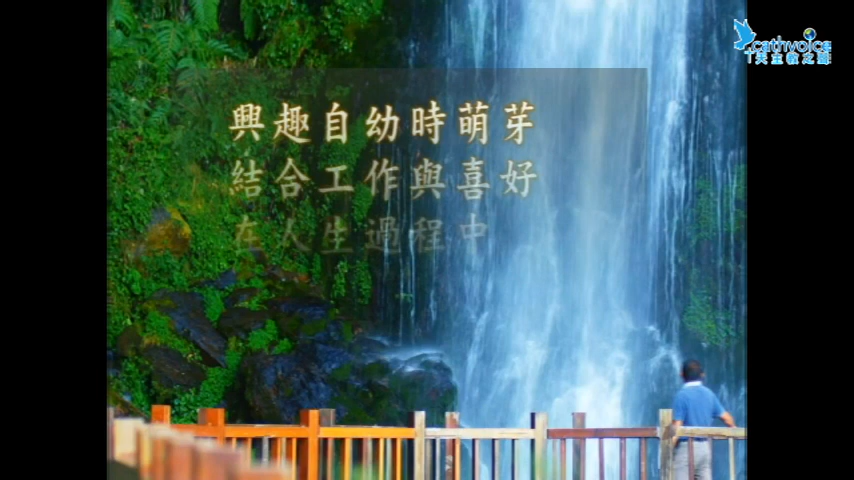 cathvoice
天主教之聲
興趣自幼時萌芽
結合工作與喜好
在人生過程中